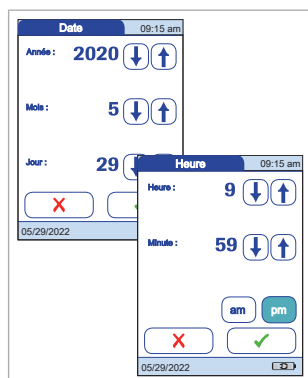 Date 09:15 am
Année : 2020
Mois : 5
Jour : 29
05/29/2022
Heure 09:15 am
Heure : 9
Minute : 59
am pm
05/29/2022